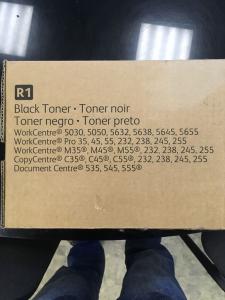 R1
Black Toner · Toner noir
Toner negro · Toner preto
WorkCentre® 5030, 5050, 5632, 5638, 5645, 5655
WorkCentre® Pro 35, 45, 55, 232, 238, 245, 255
WorkCentre® M35®, M45®, M55®, 232, 238, 245, 255
CopyCentre® C35®, C45®, C55®, 232, 238, 245, 255
Document Centre® 535, 545, 555®